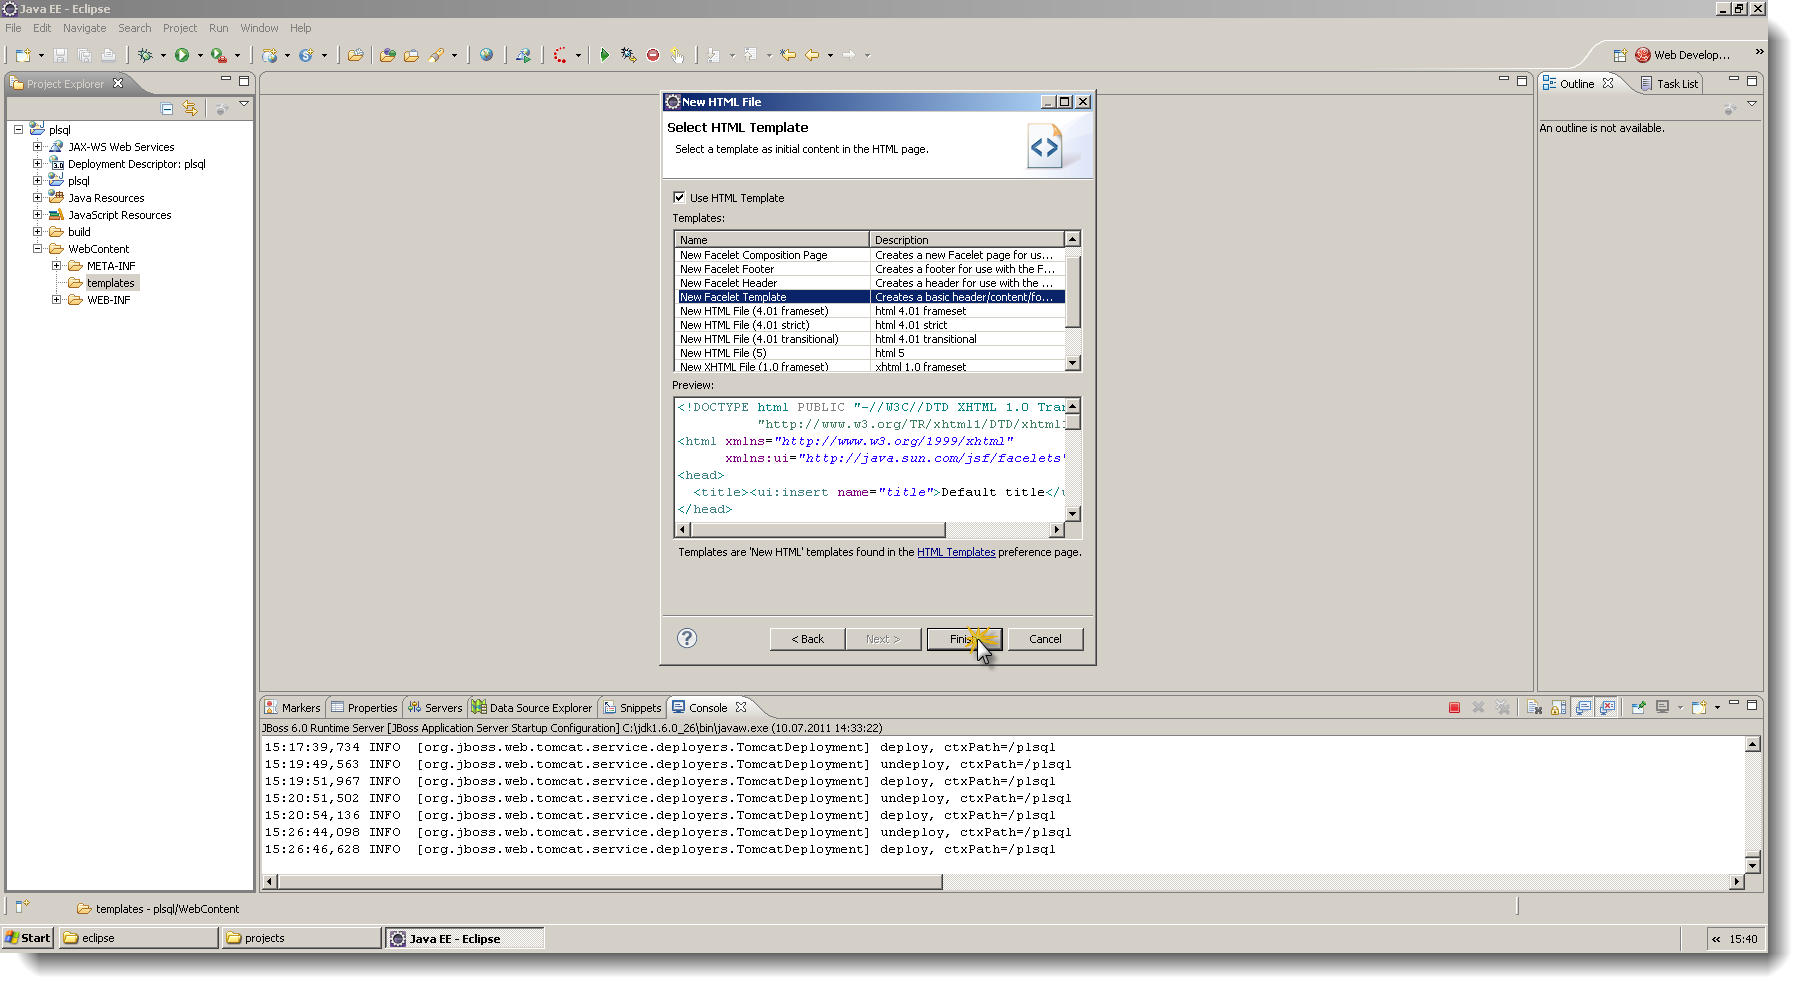 Java EE - Eclipse
File Edit Navigate Search Project Run Window Help
Web Develop...
Project Explorer
plsql
JAX-WS Web Services
Deployment Descriptor: plsql
plsql
Java Resources
JavaScript Resources
build
WebContent
META-INF
templates
WEB-INF
New HTML File
Select HTML Template
Select a template as initial content in the HTML page.
Use HTML Template
Templates:
Name Description
New Facelet Composition Page Creates a new Facelet page for us...
New Facelet Footer Creates a footer for use with the F...
New Facelet Header Creates a header for use with the ...
New Facelet Template Creates a basic header/content/fo...
New HTML File (4.01 frameset) html 4.01 frameset
New HTML File (4.01 strict) html 4.01 strict
New HTML File (4.01 transitional) html 4.01 transitional
New HTML File (5) html 5
New XHTML File (1.0 frameset) xhtml 1.0 frameset
Preview:
<!DOCTYPE html PUBLIC "-//W3C//DTD XHTML 1.0 Tran
"http://www.w3.org/TR/xhtml1/DTD/xhtml1
<html xmlns="http://www.w3.org/1999/xhtml"
xmlns:ui="http://java.sun.com/jsf/facelets"
<head>
<title><ui:insert name="title">Default title</u
</head>
Templates are 'New HTML' templates found in the HTML Templates preference page.
? < Back Next > Finis Cancel
Outline Task List
An outline is not available.
Markers Properties Servers Data Source Explorer Snippets Console
JBoss 6.0 Runtime Server [JBoss Application Server Startup Configuration] C:\jdk1.6.0_26\bin\javaw.exe (10.07.2011 14:33:22)
15:17:39,734 INFO [org.jboss.web.tomcat.service.deployers.TomcatDeployment] deploy, ctxPath=/plsql
15:19:49,563 INFO [org.jboss.web.tomcat.service.deployers.TomcatDeployment] undeploy, ctxPath=/plsql
15:19:51,967 INFO [org.jboss.web.tomcat.service.deployers.TomcatDeployment] deploy, ctxPath=/plsql
15:20:51,502 INFO [org.jboss.web.tomcat.service.deployers.TomcatDeployment] undeploy, ctxPath=/plsql
15:20:54,136 INFO [org.jboss.web.tomcat.service.deployers.TomcatDeployment] deploy, ctxPath=/plsql
15:26:44,098 INFO [org.jboss.web.tomcat.service.deployers.TomcatDeployment] undeploy, ctxPath=/plsql
15:26:46,628 INFO [org.jboss.web.tomcat.service.deployers.TomcatDeployment] deploy, ctxPath=/plsql
templates - plsql/WebContent
Start eclipse projects Java EE - Eclipse « 15:40